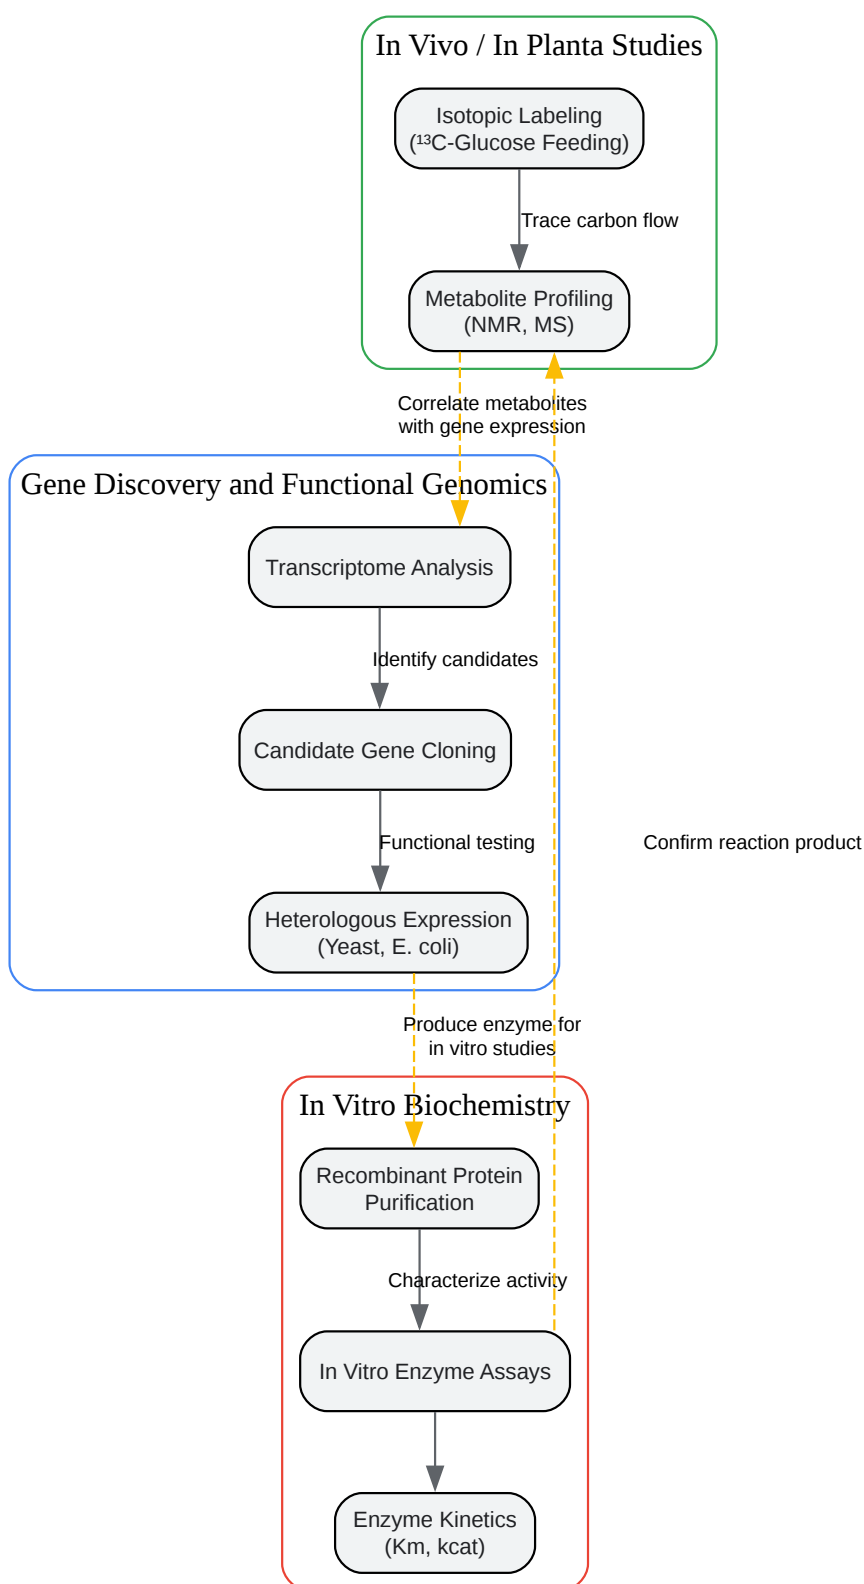 In Vivo / In Planta Studies
Isotopic Labeling
(¹³C-Glucose Feeding)
Trace carbon flow
Metabolite Profiling
(NMR, MS)
Correlate metabolites
with gene expression
Gene Discovery and Functional Genomics
Transcriptome Analysis
Identify candidates
Candidate Gene Cloning
Functional testing
Confirm reaction product
Heterologous Expression
(Yeast, E. coli)
Produce enzyme for
in vitro studies
In Vitro Biochemistry
Recombinant Protein
Purification
Characterize activity
In Vitro Enzyme Assays
Enzyme Kinetics
(Km, kcat)